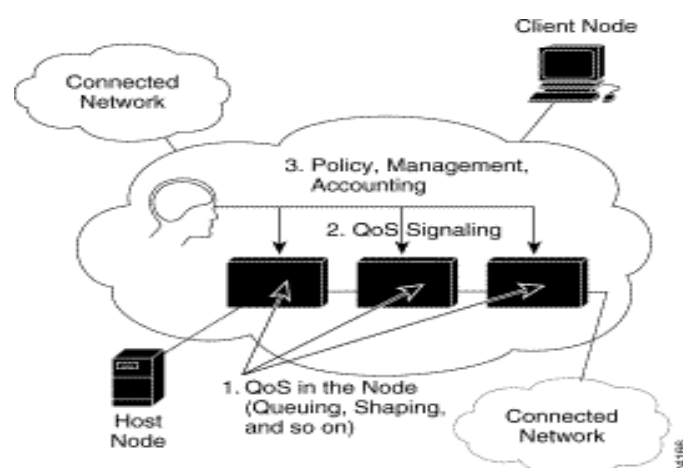 Client Node
Connected
Network
3. Policy, Management,
Accounting
2. QoS Signaling
1. QoS in the Node
(Queuing, Shaping,
and so on)
Host
Node
Connected
Network